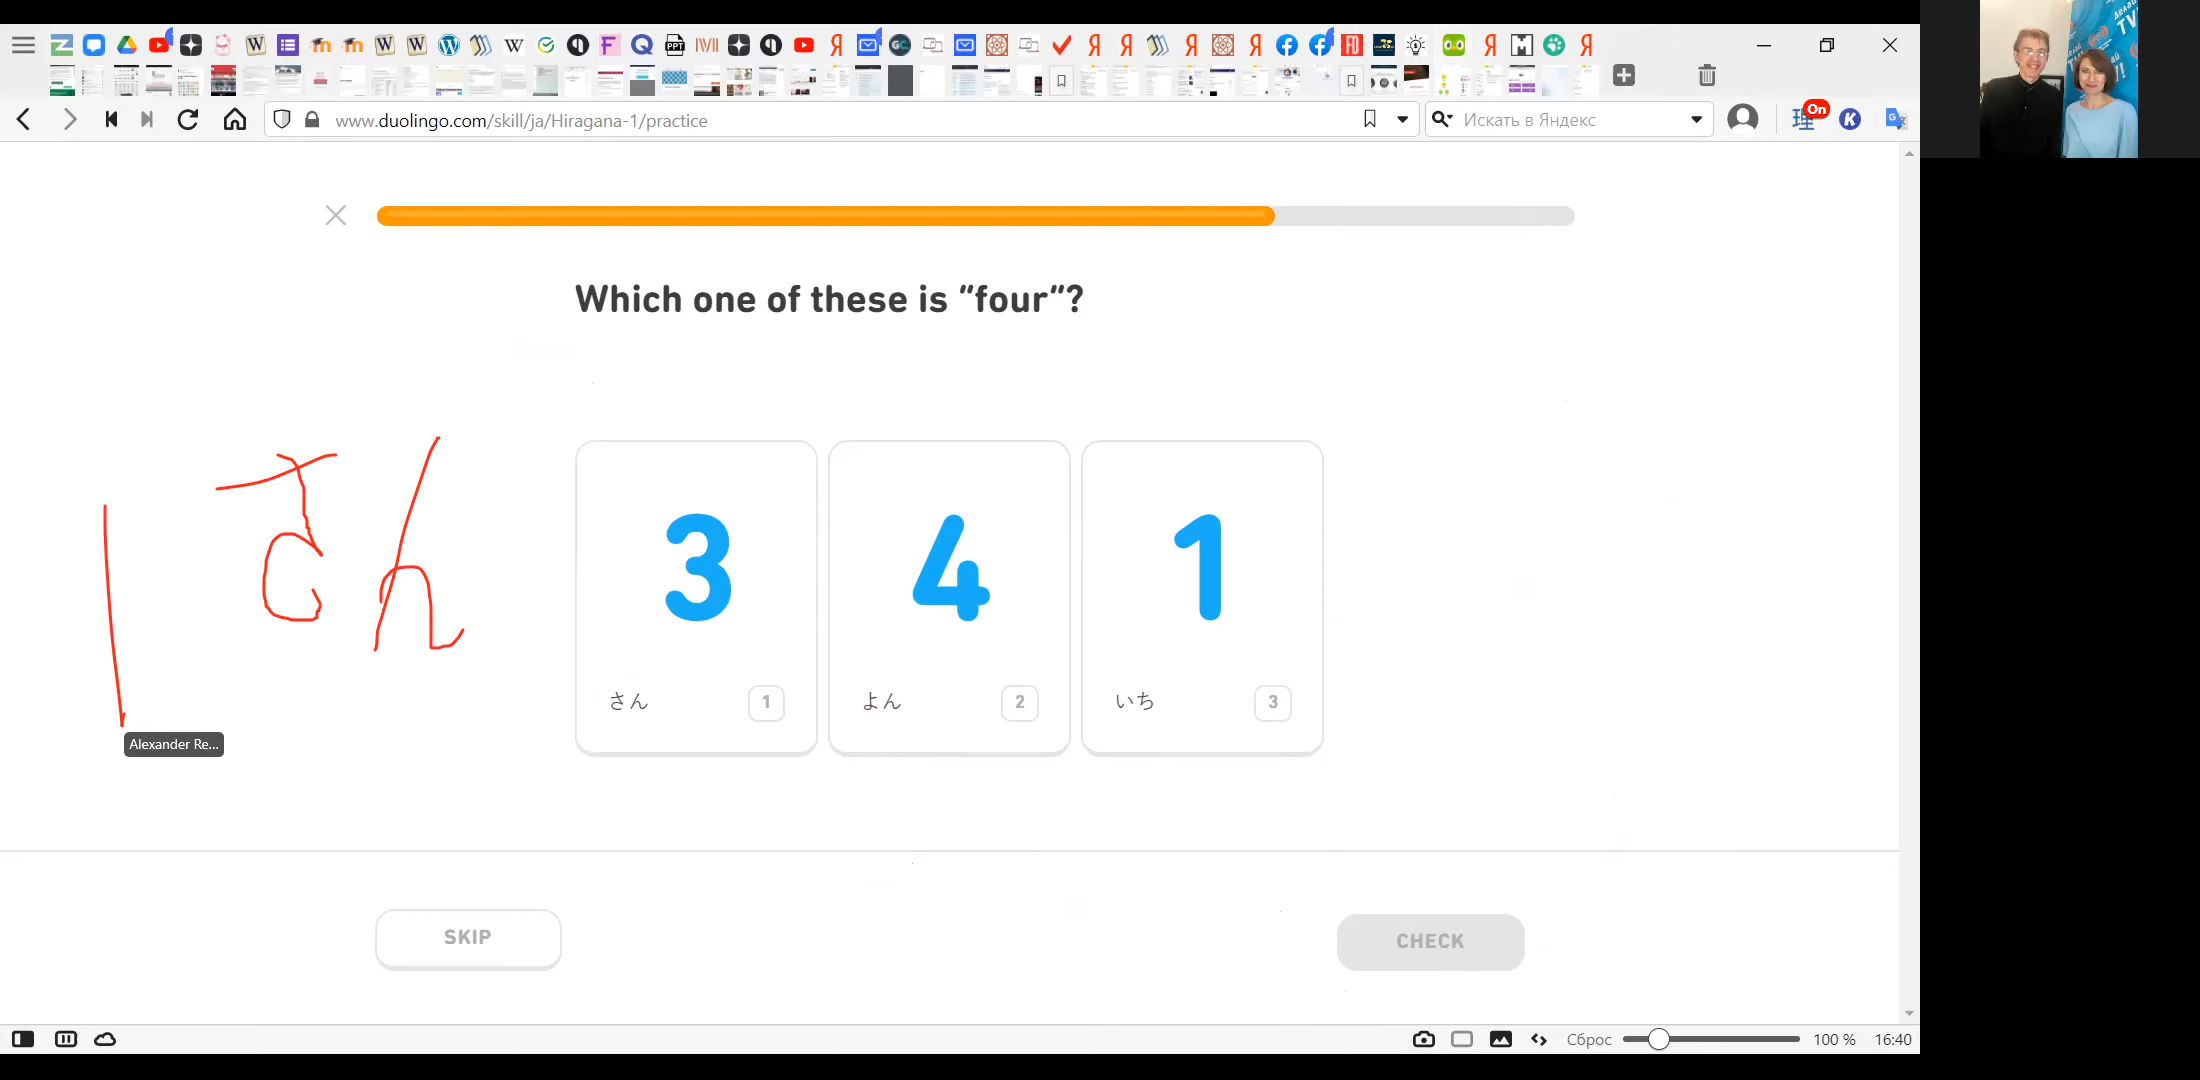 www.duolingo.com/skill/ja/Hiragana-1/practice
Искать в Яндекс
On
Which one of these is "four"?
さん
3
4
1
さん 1
よん 2
いち 3
Alexander Re...
SKIP
CHECK
Сброс
100 %
16:40